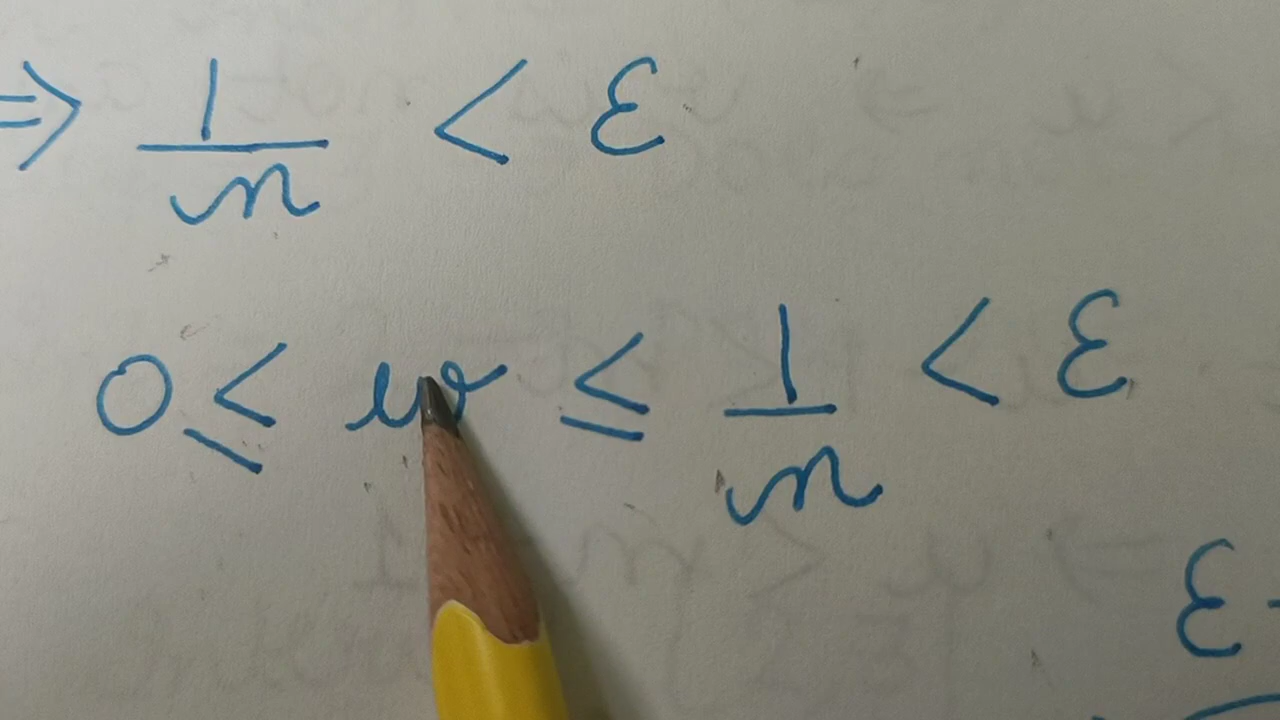 ⇒ 1/n < ε
0 ≤ w ≤ 1/n < ε
ε